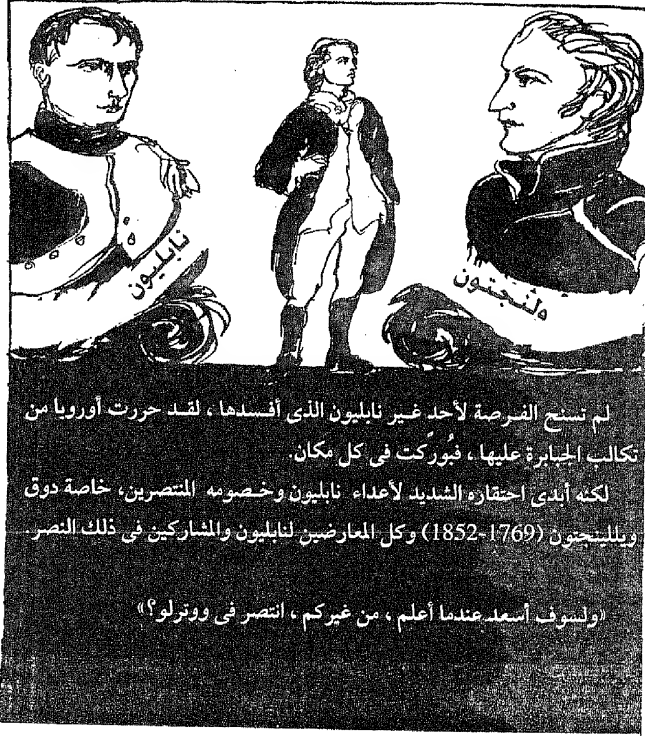 نابليون
ولنجتون
لم تسنح الفرصة لأحد غير نابليون الذى أفسدها ، لقد حررت أوروبا من
تكالب الجبابرة عليها ، فبُورِكت فى كل مكان.
لكنه أبدى احتقاره الشديد لأعداء نابليون وخصومه المنتصرين، خاصة دوق
ويللينجتون (1769-1852) وكل المعارضين لنابليون والمشاركين فى ذلك النصر.
«ولسوف أسعد عندما أعلم ، من غيركم ، انتصر فى ووترلو؟»